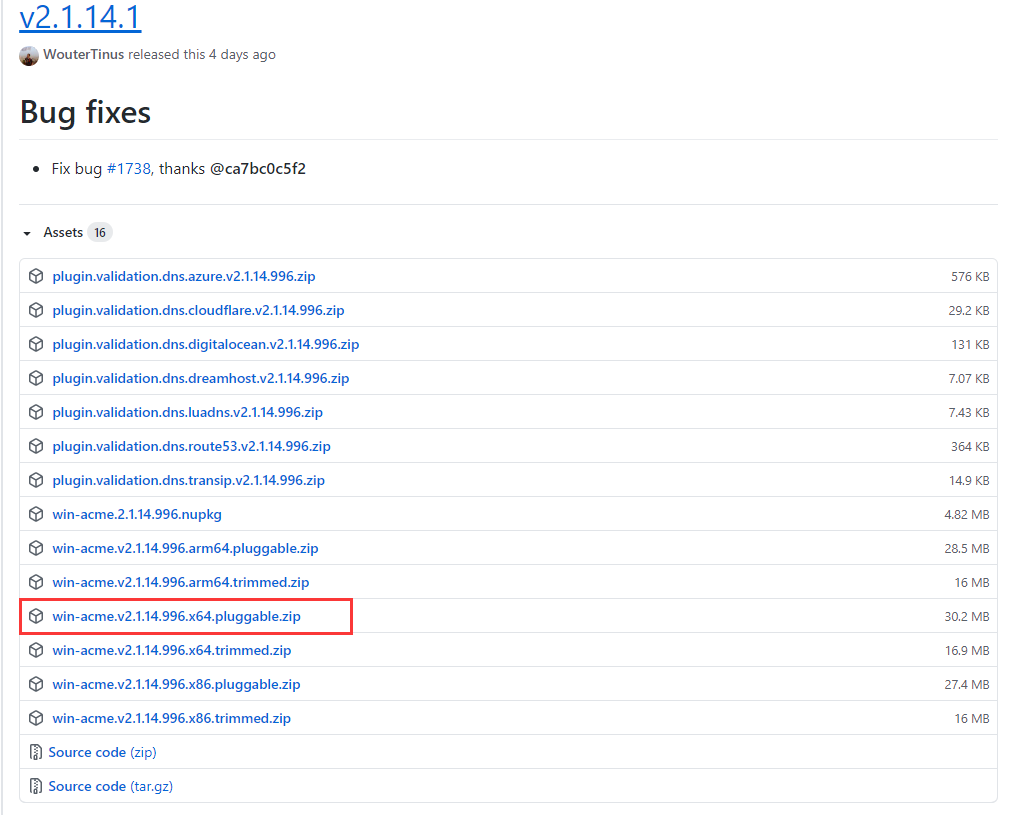 v2.1.14.1
WouterTinus released this 4 days ago
Bug fixes
Fix bug #1738, thanks @ca7bc0c5f2
Assets 16
plugin.validation.dns.azure.v2.1.14.996.zip 576 KB
plugin.validation.dns.cloudflare.v2.1.14.996.zip 29.2 KB
plugin.validation.dns.digitalocean.v2.1.14.996.zip 131 KB
plugin.validation.dns.dreamhost.v2.1.14.996.zip 7.07 KB
plugin.validation.dns.luadns.v2.1.14.996.zip 7.43 KB
plugin.validation.dns.route53.v2.1.14.996.zip 364 KB
plugin.validation.dns.transip.v2.1.14.996.zip 14.9 KB
win-acme.2.1.14.996.nupkg 4.82 MB
win-acme.v2.1.14.996.arm64.pluggable.zip 28.5 MB
win-acme.v2.1.14.996.arm64.trimmed.zip 16 MB
win-acme.v2.1.14.996.x64.pluggable.zip 30.2 MB
win-acme.v2.1.14.996.x64.trimmed.zip 16.9 MB
win-acme.v2.1.14.996.x86.pluggable.zip 27.4 MB
win-acme.v2.1.14.996.x86.trimmed.zip 16 MB
Source code (zip)
Source code (tar.gz)